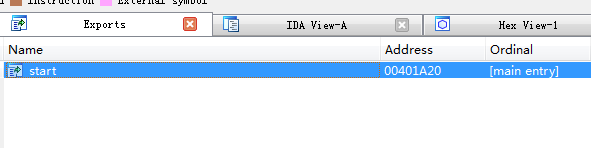 Instruction External symbol
Exports IDA View-A Hex View-1
Name Address Ordinal
start 00401A20 [main entry]